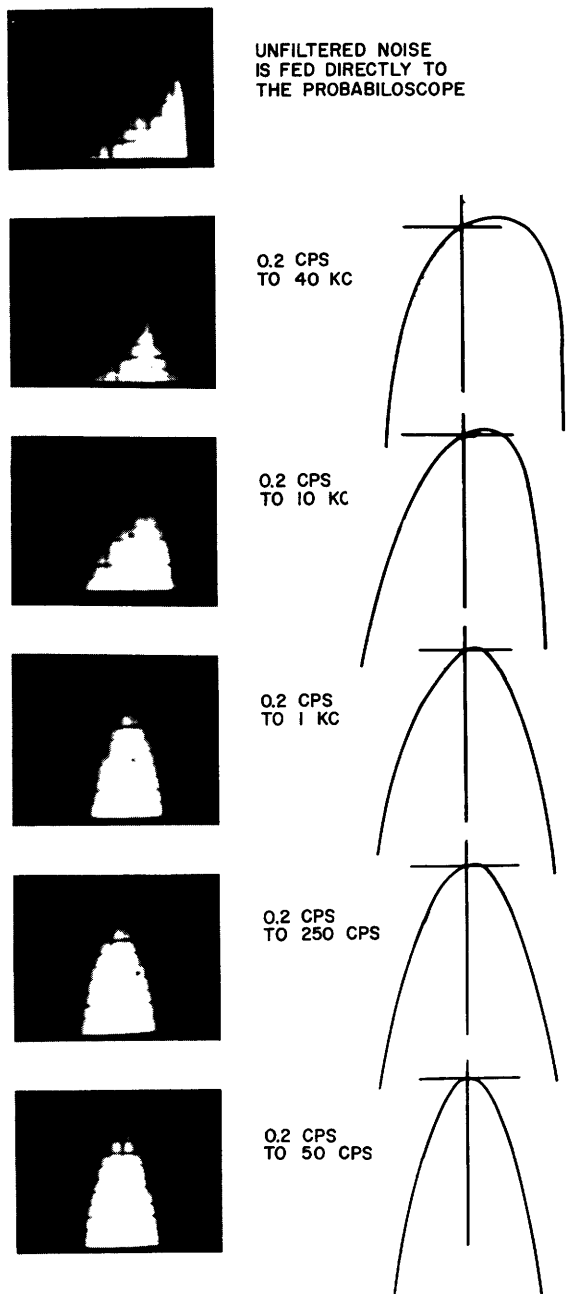 UNFILTERED NOISE
IS FED DIRECTLY TO
THE PROBABILOSCOPE
0.2 CPS
TO 40 KC
0.2 CPS
TO 10 KC
0.2 CPS
TO 1 KC
0.2 CPS
TO 250 CPS
0.2 CPS
TO 50 CPS